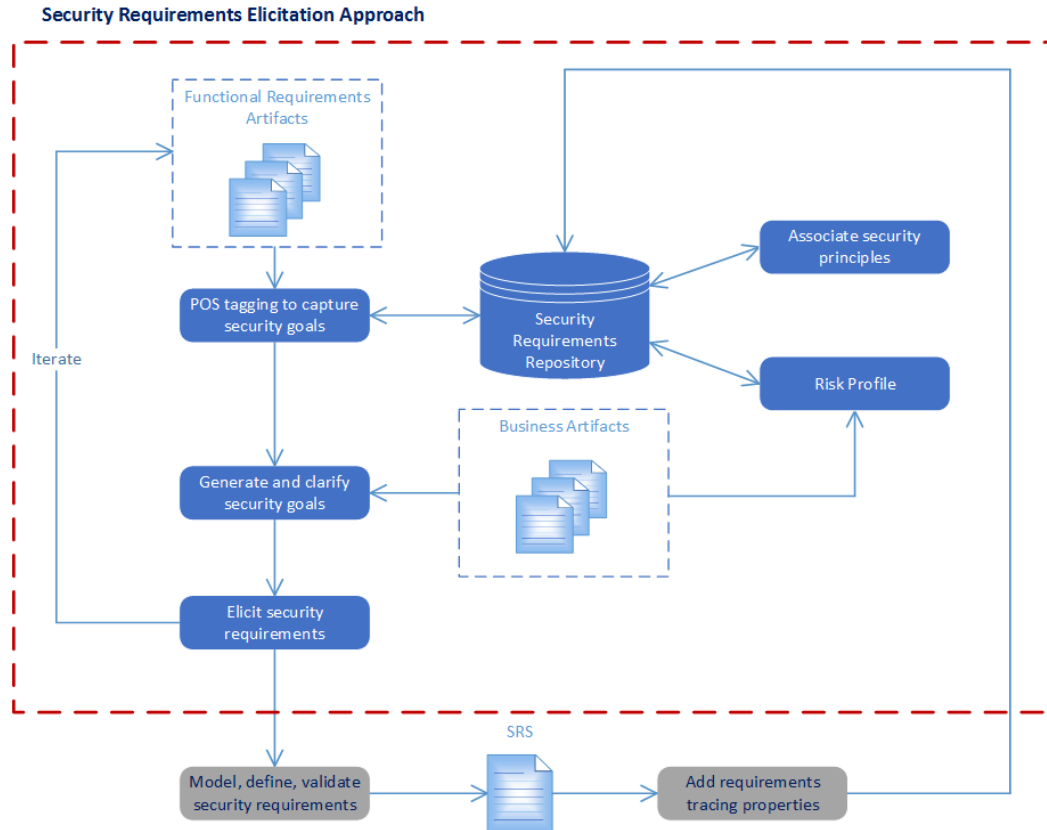 Security Requirements Elicitation Approach
Functional Requirements
Artifacts
Associate security
principles
POS tagging to capture
security goals
Security
Requirements
Repository
Iterate
Risk Profile
Business Artifacts
Generate and clarify
security goals
Elicit security
requirements
SRS
Model, define, validate
security requirements
Add requirements
tracing properties